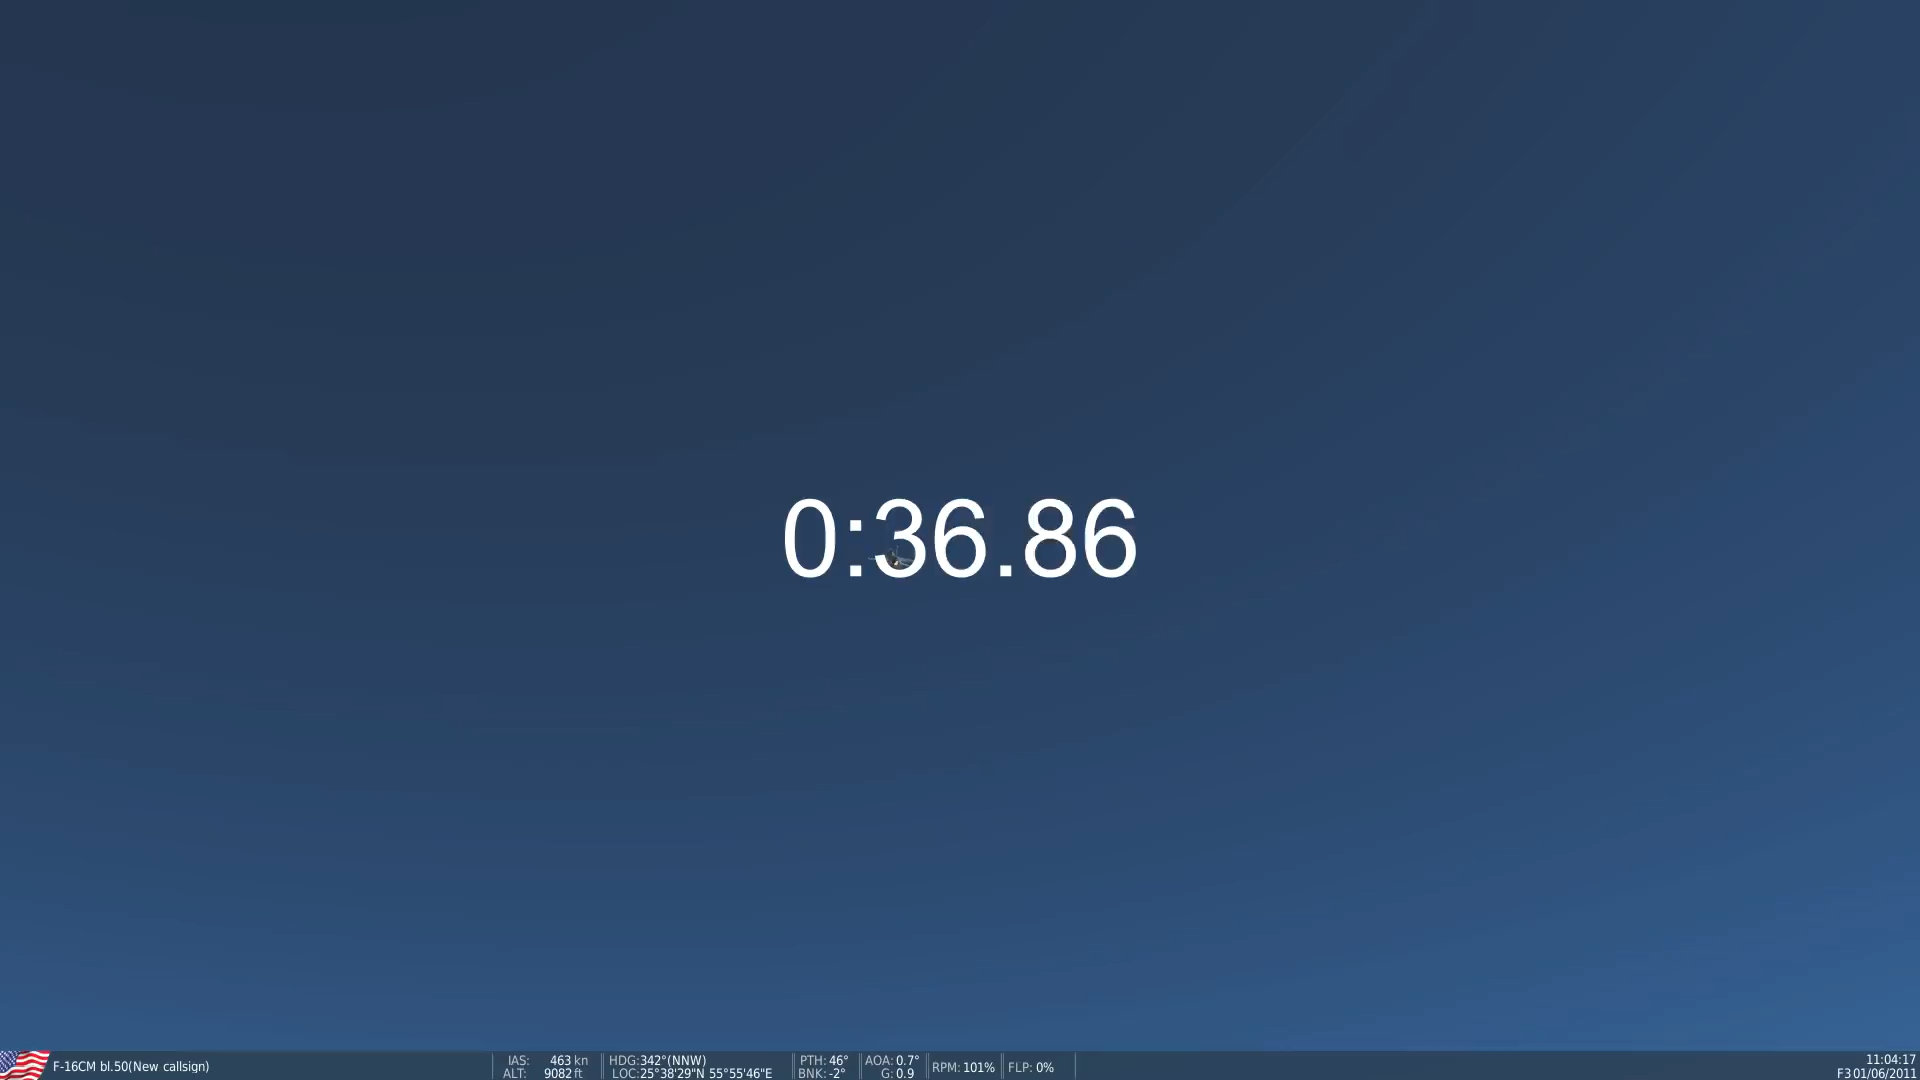 0:36.86
F-16CM bl.50(New callsign)
IAS: 463 kn
ALT: 9082 ft
HDG:342°(NNW)
LOC:25°38'29"N 55°55'46"E
PTH: 46°
BNK: -2°
AOA: 0.7°
G: 0.9
RPM: 101%
FLP: 0%
11:04:17
F3 01/06/2011